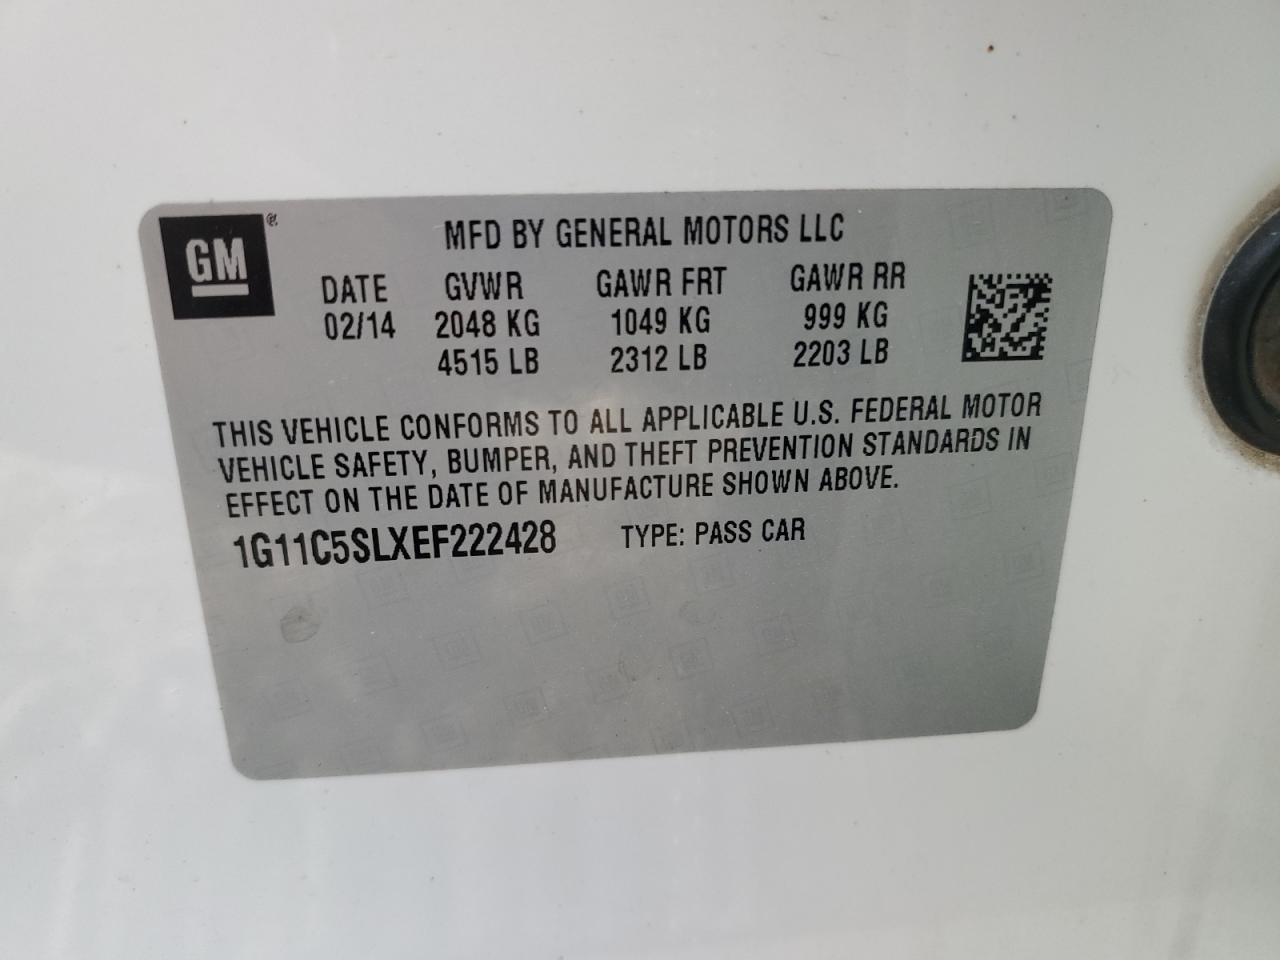 GM ®
MFD BY GENERAL MOTORS LLC
DATE GVWR GAWR FRT GAWR RR
02/14 2048 KG 1049 KG 999 KG
4515 LB 2312 LB 2203 LB
THIS VEHICLE CONFORMS TO ALL APPLICABLE U.S. FEDERAL MOTOR
VEHICLE SAFETY, BUMPER, AND THEFT PREVENTION STANDARDS IN
EFFECT ON THE DATE OF MANUFACTURE SHOWN ABOVE.
1G11C5SLXEF222428 TYPE: PASS CAR